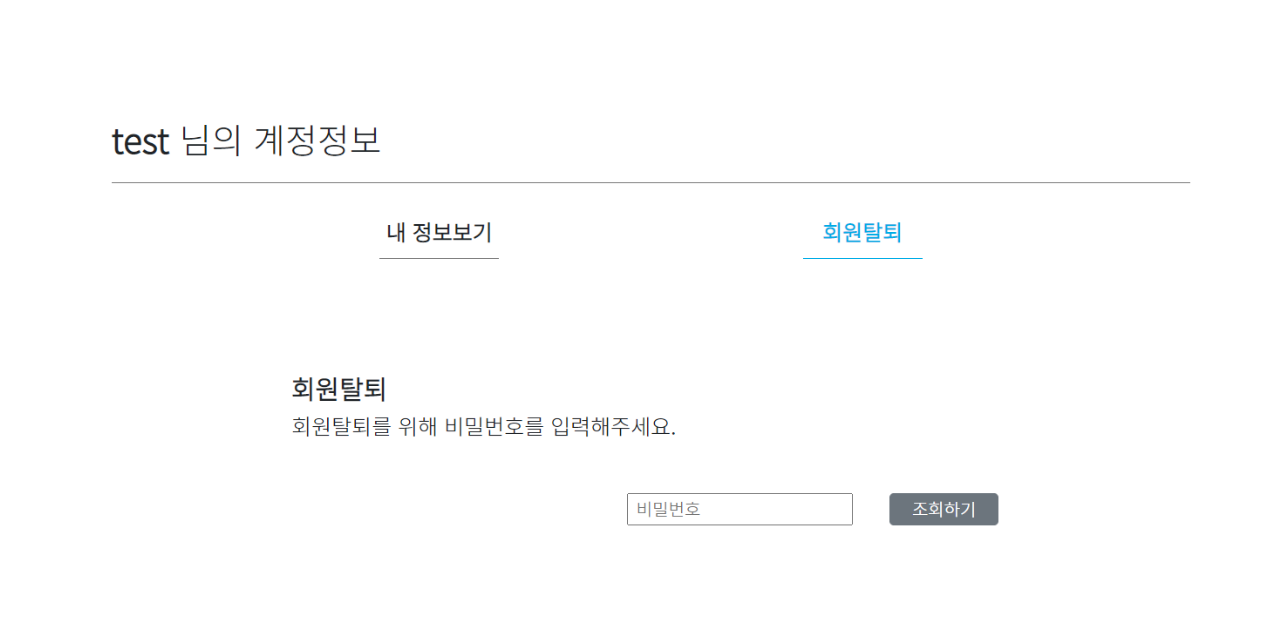 test 님의 계정정보
내 정보보기 회원탈퇴
회원탈퇴
회원탈퇴를 위해 비밀번호를 입력해주세요.
비밀번호 조회하기